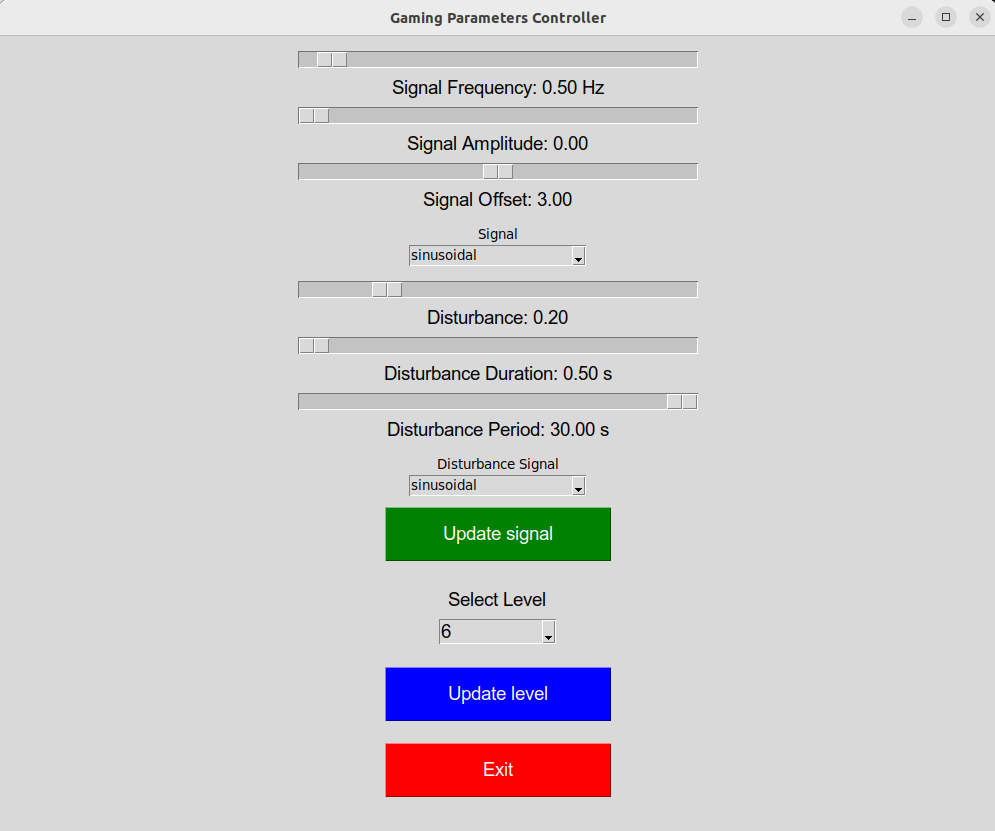 Gaming Parameters Controller
Signal Frequency: 0.50 Hz
Signal Amplitude: 0.00
Signal Offset: 3.00
Signal
sinusoidal
Disturbance: 0.20
Disturbance Duration: 0.50 s
Disturbance Period: 30.00 s
Disturbance Signal
sinusoidal
Update signal
Select Level
6
Update level
Exit